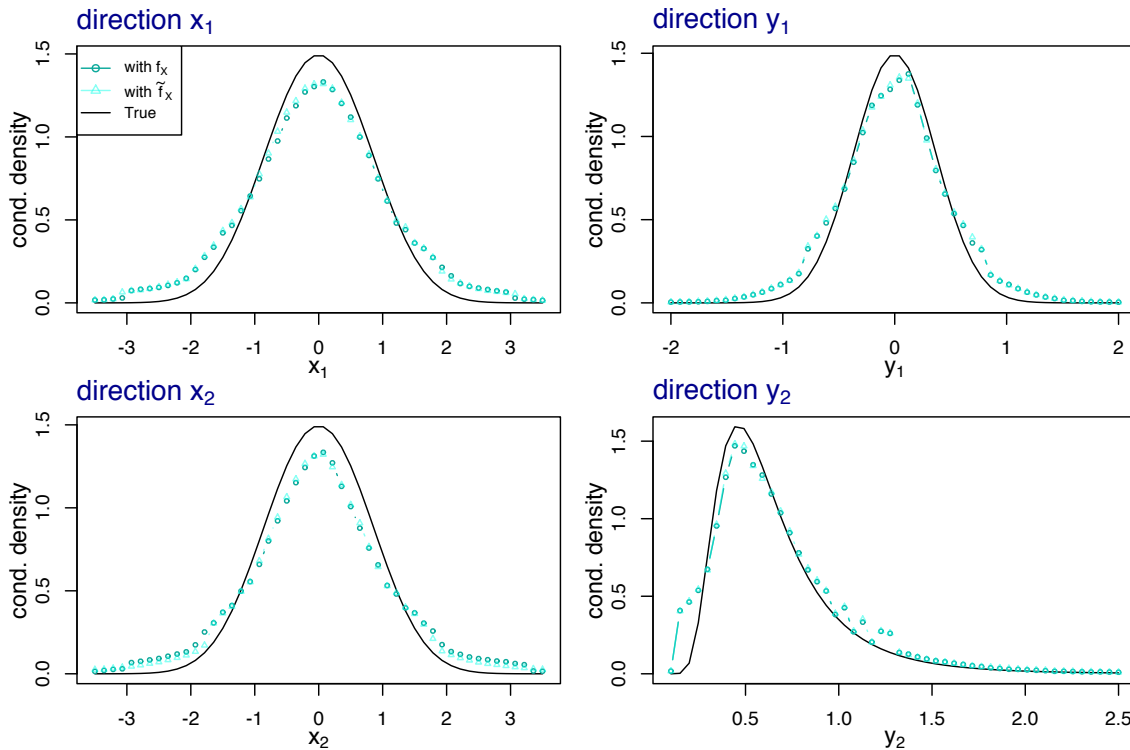 direction x₁
with fₓ
with f̃ₓ
True
cond. density
0.0 0.5 1.0 1.5
-3 -2 -1 0 1 2 3
x₁
direction y₁
cond. density
0.0 0.5 1.0 1.5
-2 -1 0 1 2
y₁
direction x₂
cond. density
0.0 0.5 1.0 1.5
-3 -2 -1 0 1 2 3
x₂
direction y₂
cond. density
0.0 0.5 1.0 1.5
0.5 1.0 1.5 2.0 2.5
y₂